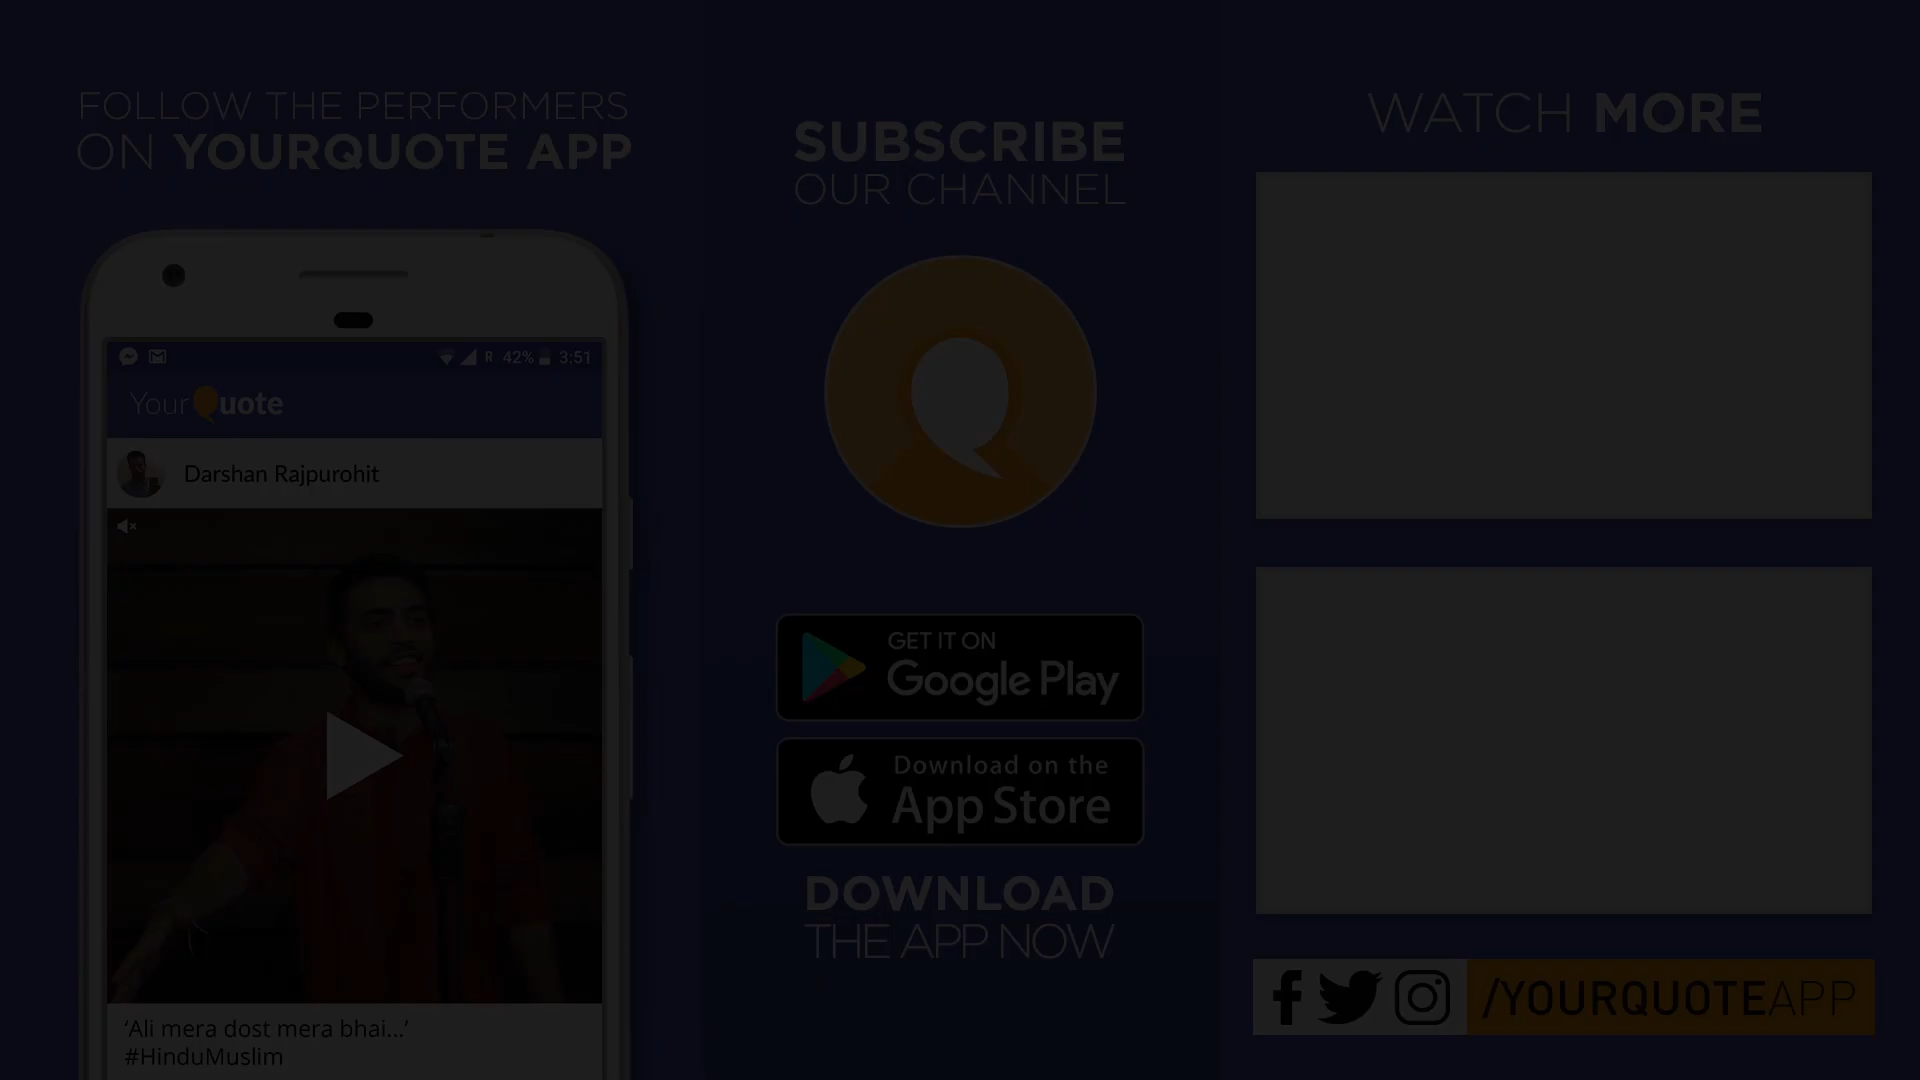 FOLLOW THE PERFORMERS
ON YOURQUOTE APP
R 42% 3:51
YourQuote
Darshan Rajpurohit
'Ali mera dost mera bhai...'
#HinduMuslim
SUBSCRIBE
OUR CHANNEL
GET IT ON
Google Play
Download on the
App Store
DOWNLOAD
THE APP NOW
WATCH MORE
/YOURQUOTEAPP